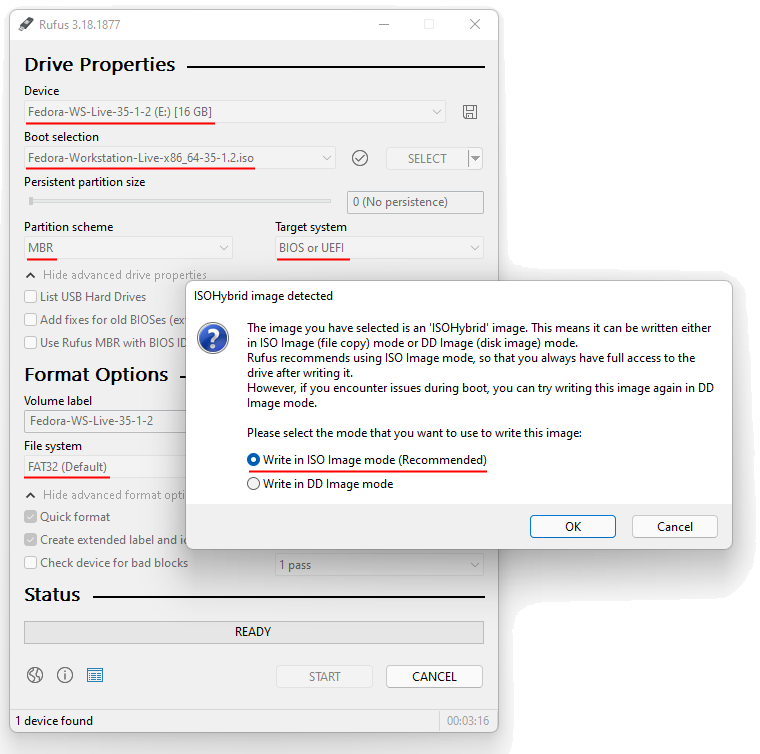 Rufus 3.18.1877
Drive Properties
Device
Fedora-WS-Live-35-1-2 (E:) [16 GB]
Boot selection
Fedora-Workstation-Live-x86_64-35-1.2.iso
SELECT
Persistent partition size
0 (No persistence)
Partition scheme
Target system
MBR
BIOS or UEFI
Hide advanced drive properties
List USB Hard Drives
Add fixes for old BIOSes (ex
Use Rufus MBR with BIOS ID
Format Options
Volume label
Fedora-WS-Live-35-1-2
File system
FAT32 (Default)
Hide advanced format opti
Quick format
Create extended label and ic
Check device for bad blocks
1 pass
Status
READY
START
CANCEL
1 device found
00:03:16
ISOHybrid image detected
The image you have selected is an 'ISOHybrid' image. This means it can be written either
in ISO Image (file copy) mode or DD Image (disk image) mode.
Rufus recommends using ISO Image mode, so that you always have full access to the
drive after writing it.
However, if you encounter issues during boot, you can try writing this image again in DD
Image mode.
Please select the mode that you want to use to write this image:
Write in ISO Image mode (Recommended)
Write in DD Image mode
OK
Cancel